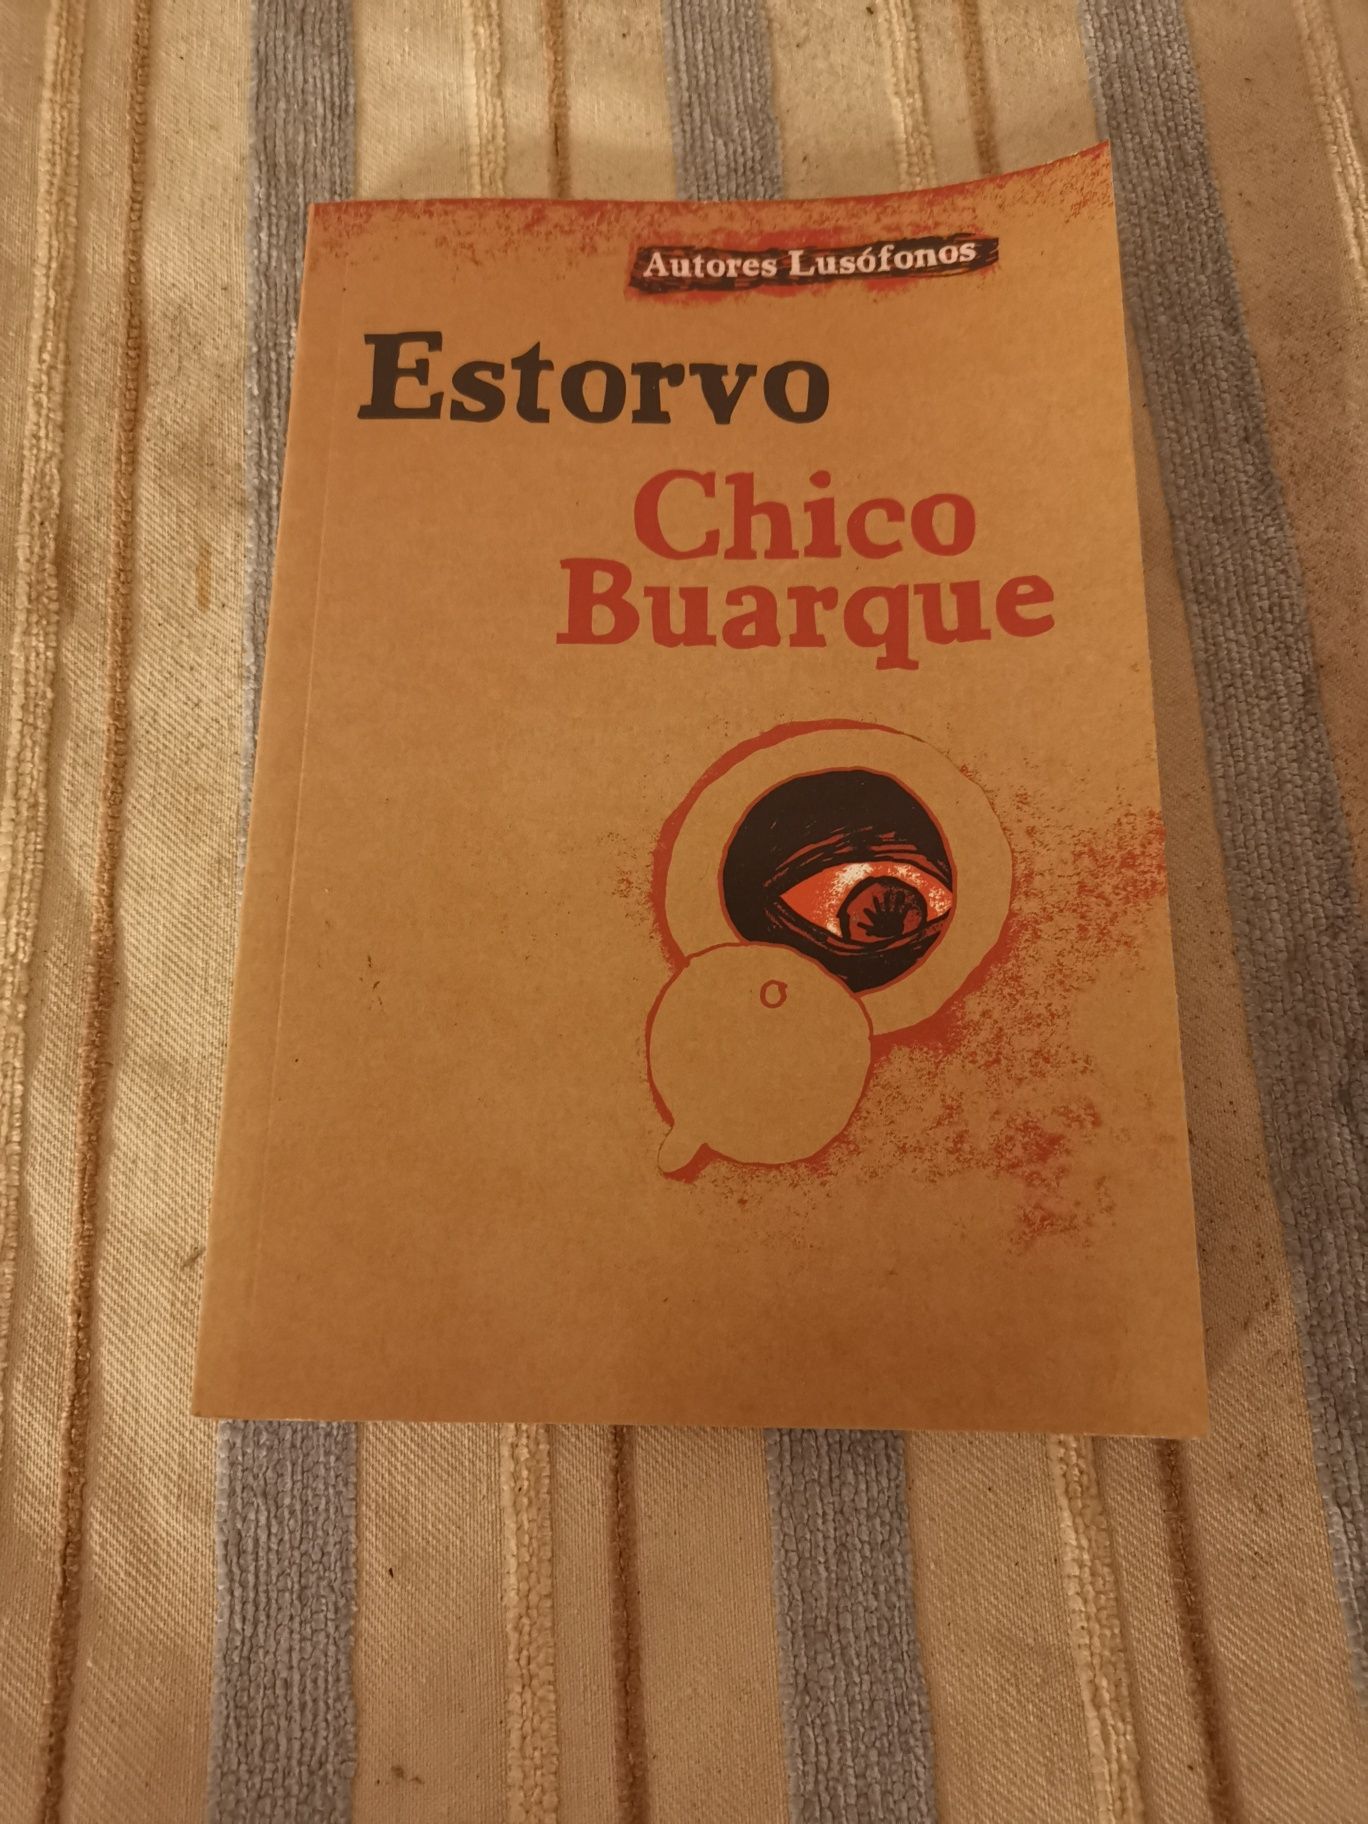 Autores Lusófonos
Estorvo
Chico
Buarque